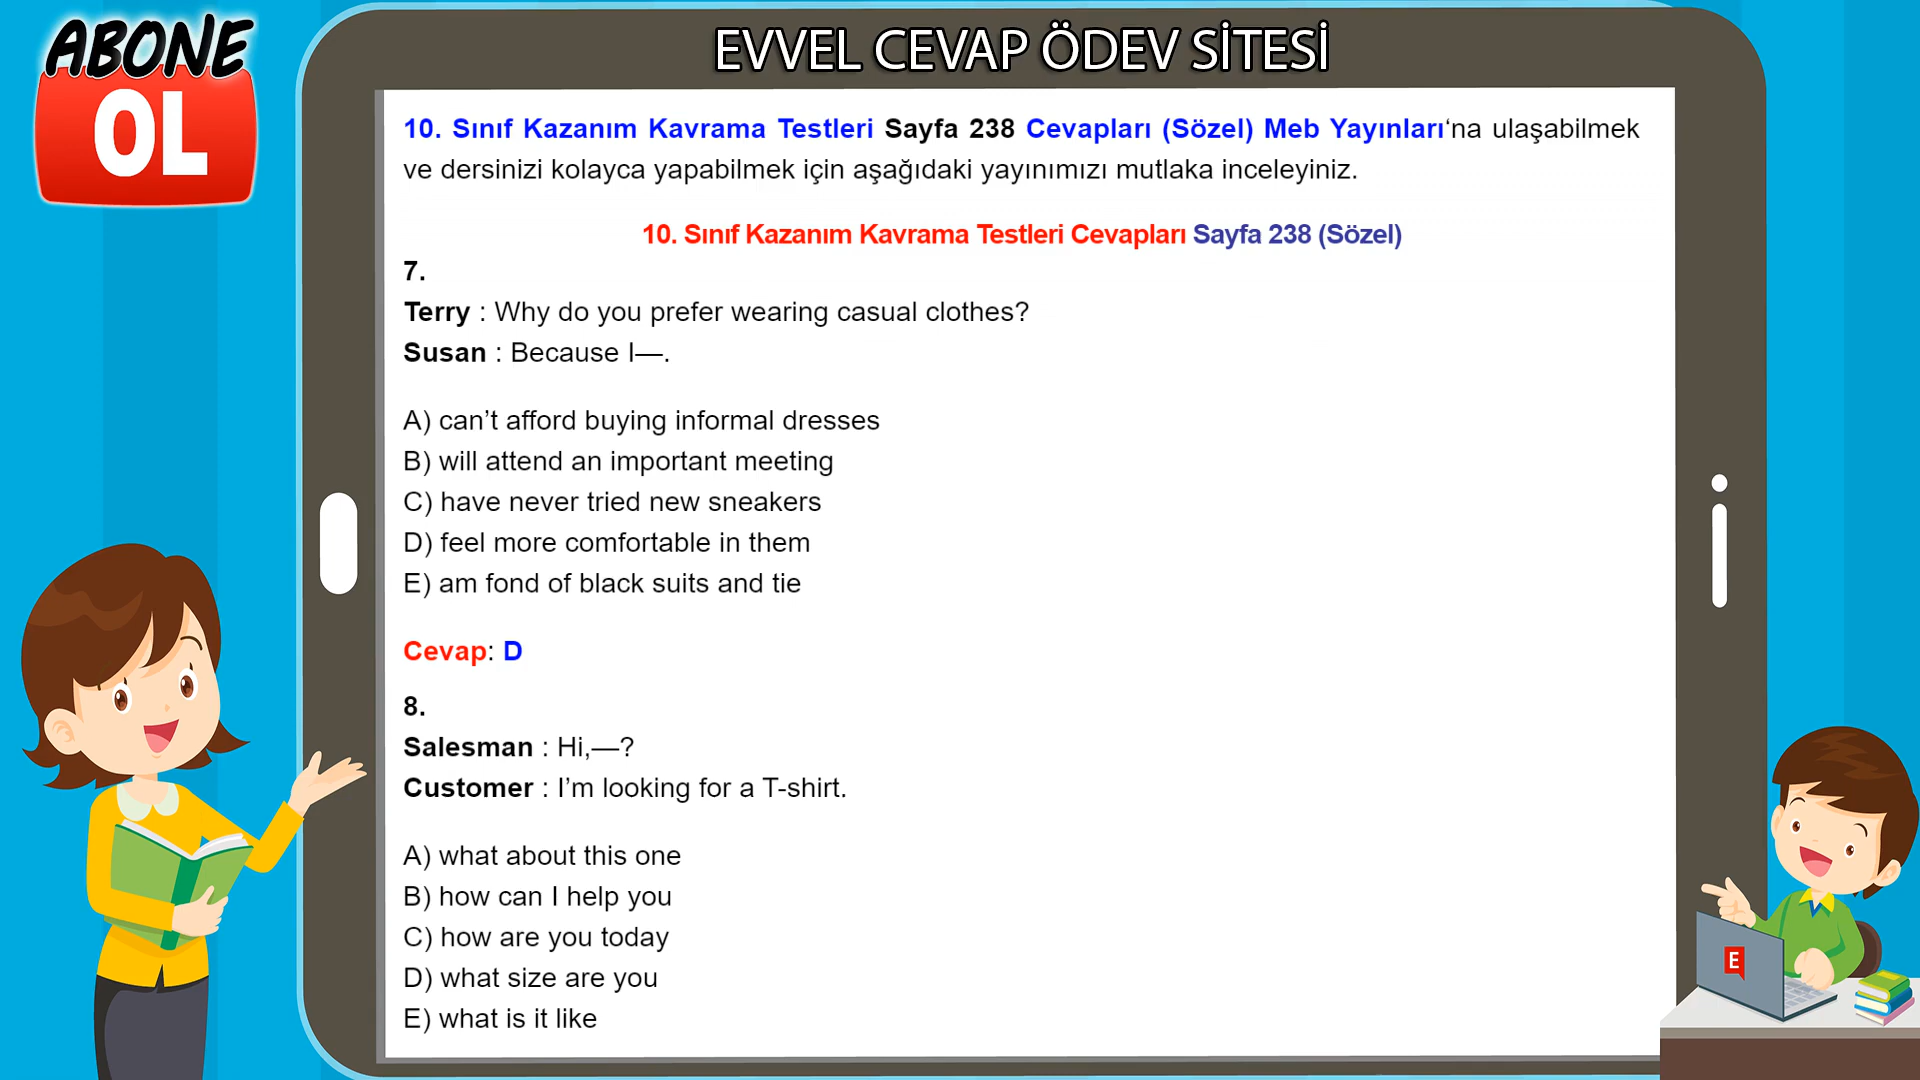 ABONE
OL
EVVEL CEVAP ÖDEV SİTESİ
10. Sınıf Kazanım Kavrama Testleri Sayfa 238 Cevapları (Sözel) Meb Yayınları‘na ulaşabilmek
ve dersinizi kolayca yapabilmek için aşağıdaki yayınımızı mutlaka inceleyiniz.
10. Sınıf Kazanım Kavrama Testleri Cevapları Sayfa 238 (Sözel)
7.
Terry : Why do you prefer wearing casual clothes?
Susan : Because I—.
A) can’t afford buying informal dresses
B) will attend an important meeting
C) have never tried new sneakers
D) feel more comfortable in them
E) am fond of black suits and tie
Cevap: D
8.
Salesman : Hi,—?
Customer : I’m looking for a T-shirt.
A) what about this one
B) how can I help you
C) how are you today
D) what size are you
E) what is it like
E